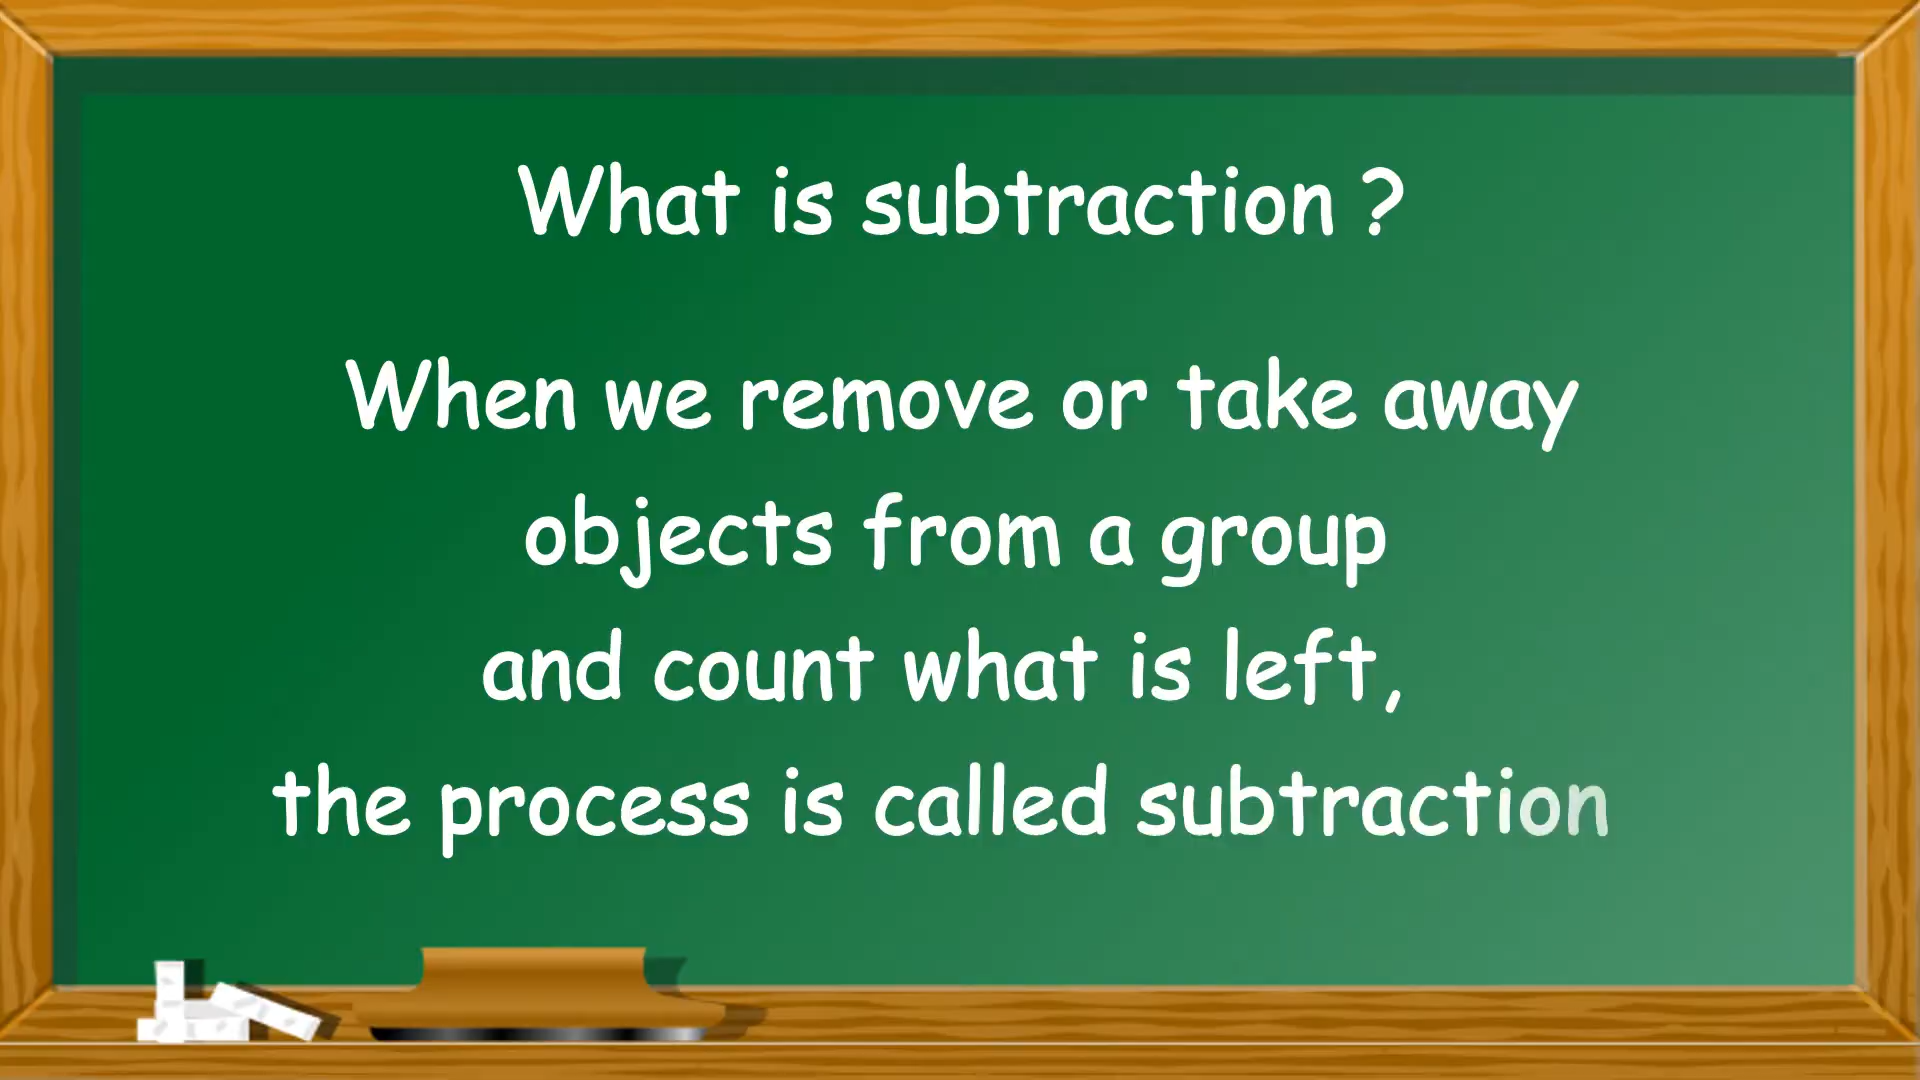 What is subtraction ?
When we remove or take away
objects from a group
and count what is left,
the process is called subtraction